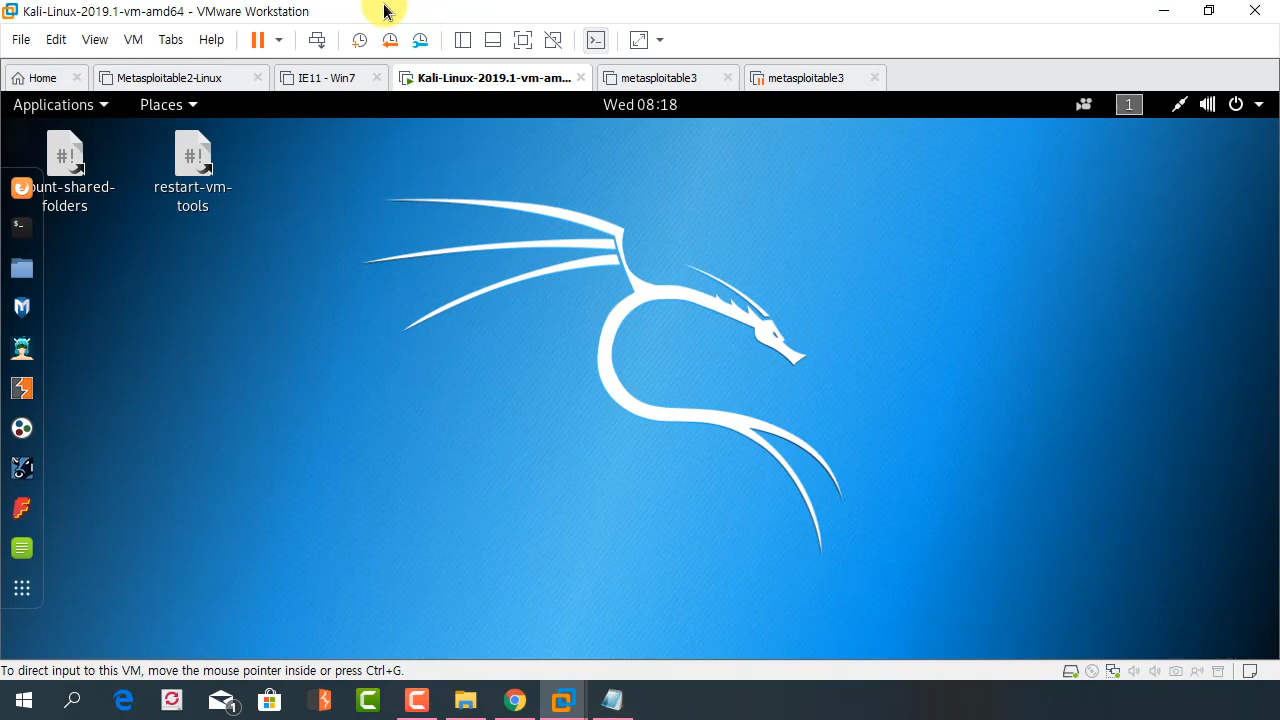 Kali-Linux-2019.1-vm-amd64 - VMware Workstation
File Edit View VM Tabs Help
Home Metasploitable2-Linux IE11 - Win7 Kali-Linux-2019.1-vm-am... metasploitable3 metasploitable3
Applications Places Wed 08:18 1
#! #!
unt-shared-folders
restart-vm-tools
To direct input to this VM, move the mouse pointer inside or press Ctrl+G.
1